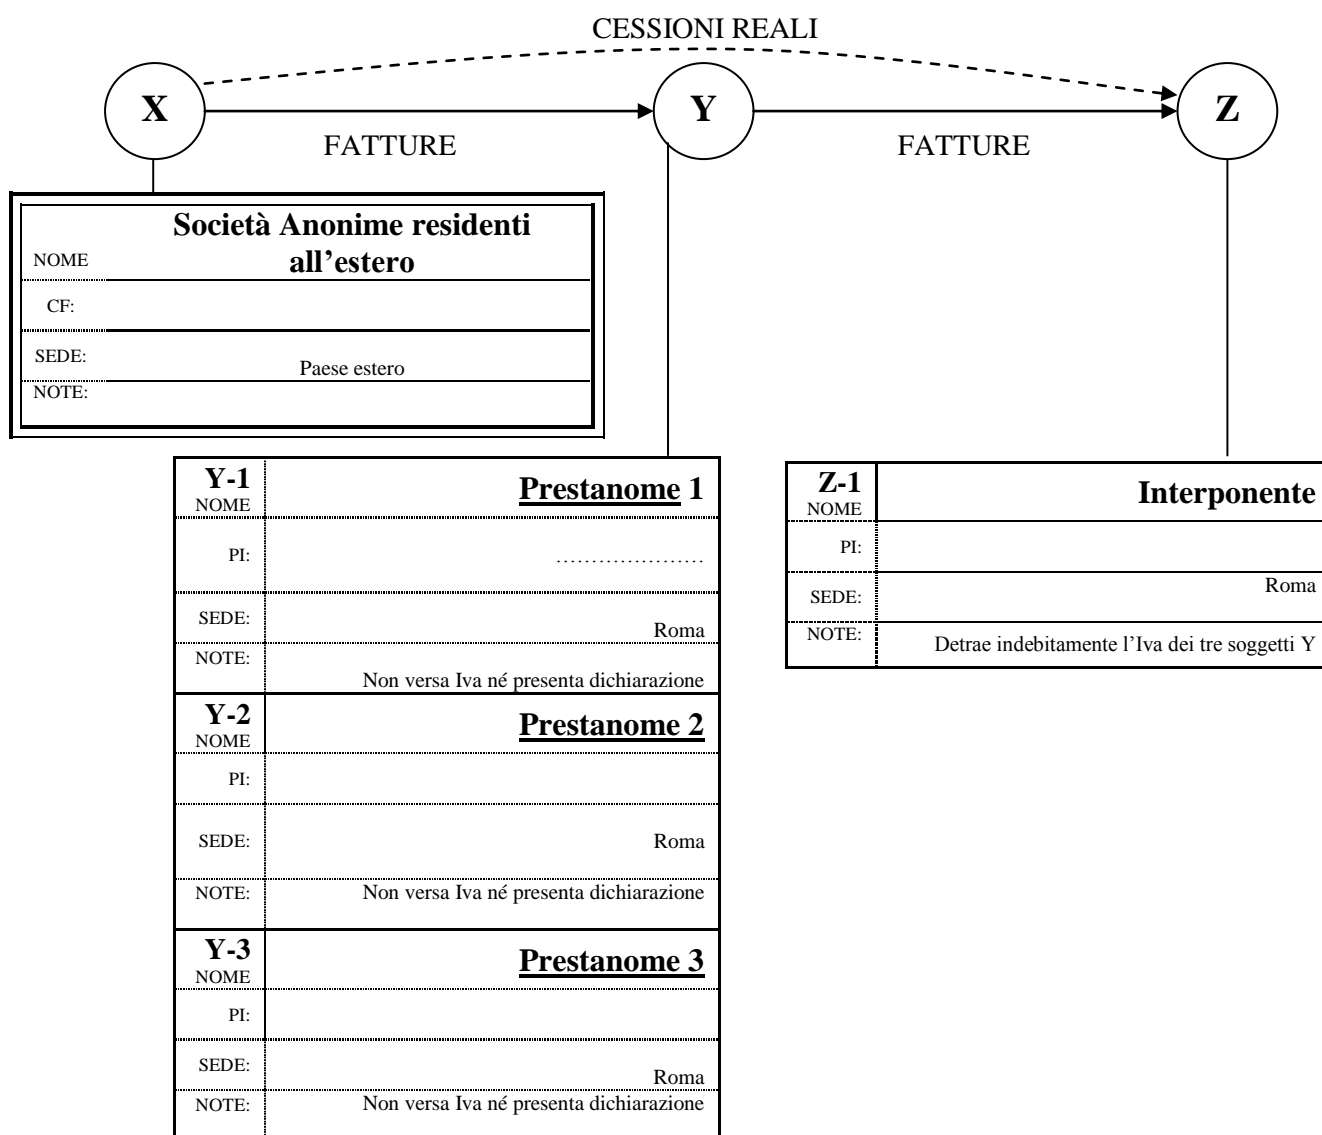 CESSIONI REALI
X
Y
Z
FATTURE
FATTURE
Società Anonime residenti
NOME
all’estero
CF:
SEDE:
Paese estero
NOTE:
Y-1
NOME
Prestanome 1
PI:
…………………
SEDE:
Roma
NOTE:
Non versa Iva né presenta dichiarazione
Y-2
NOME
Prestanome 2
PI:
SEDE:
Roma
NOTE:
Non versa Iva né presenta dichiarazione
Y-3
NOME
Prestanome 3
PI:
SEDE:
Roma
NOTE:
Non versa Iva né presenta dichiarazione
Z-1
NOME
Interponente
PI:
SEDE:
Roma
NOTE:
Detrae indebitamente l’Iva dei tre soggetti Y